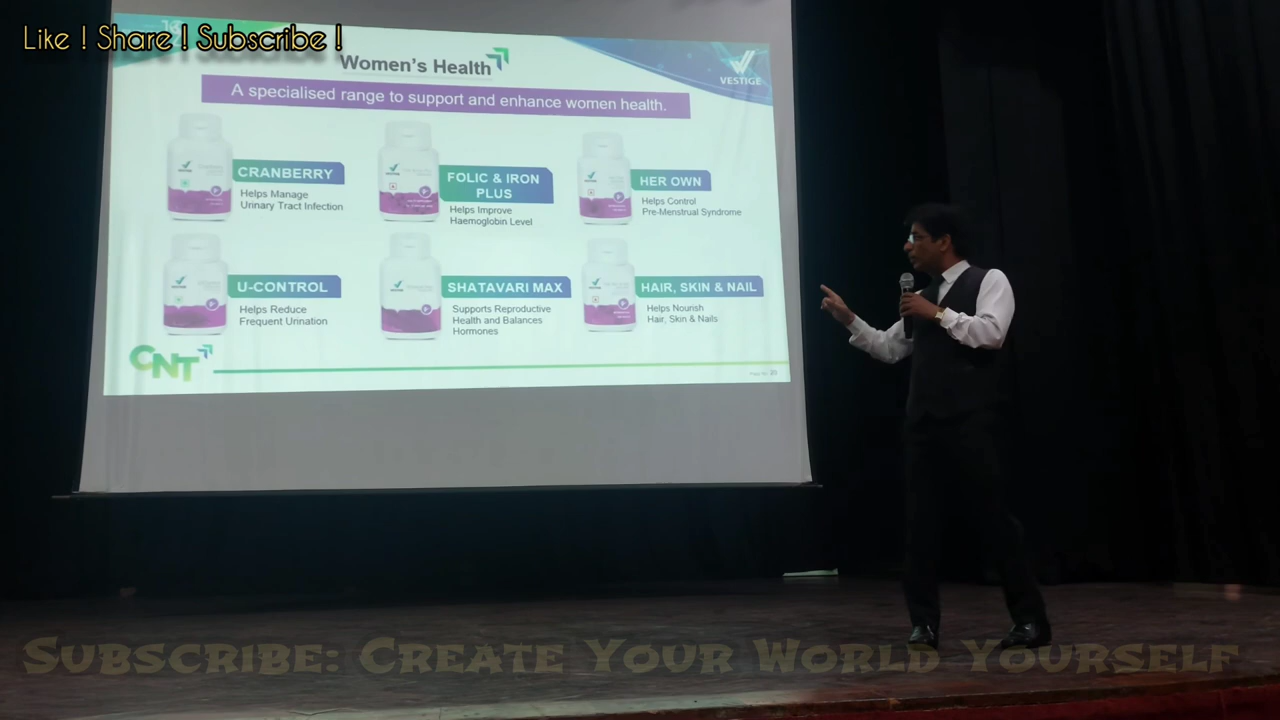 Like ! Share ! Subscribe !
Women's Health
VESTIGE
A specialised range to support and enhance women health.
CRANBERRY
Helps Manage
Urinary Tract Infection
FOLIC & IRON
PLUS
Helps Improve
Haemoglobin Level
HER OWN
Helps Control
Pre-Menstrual Syndrome
U-CONTROL
Helps Reduce
Frequent Urination
SHATAVARI MAX
Supports Reproductive
Health and Balances
Hormones
HAIR, SKIN & NAIL
Helps Nourish
Hair, Skin & Nails
CNT
20
Subscribe: Create Your World Yourself